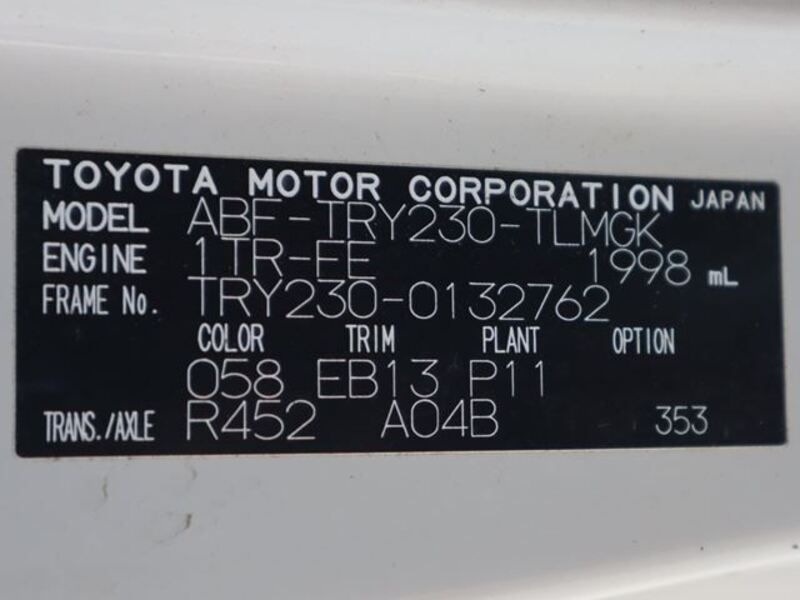 TOYOTA MOTOR CORPORATION JAPAN
MODEL ABF-TRY230-TLMGK
ENGINE 1TR-FE 1998 mL
FRAME No. TRY230-0132762
COLOR TRIM PLANT OPTION
058 EB13 P11
TRANS./AXLE R452 A04B 353